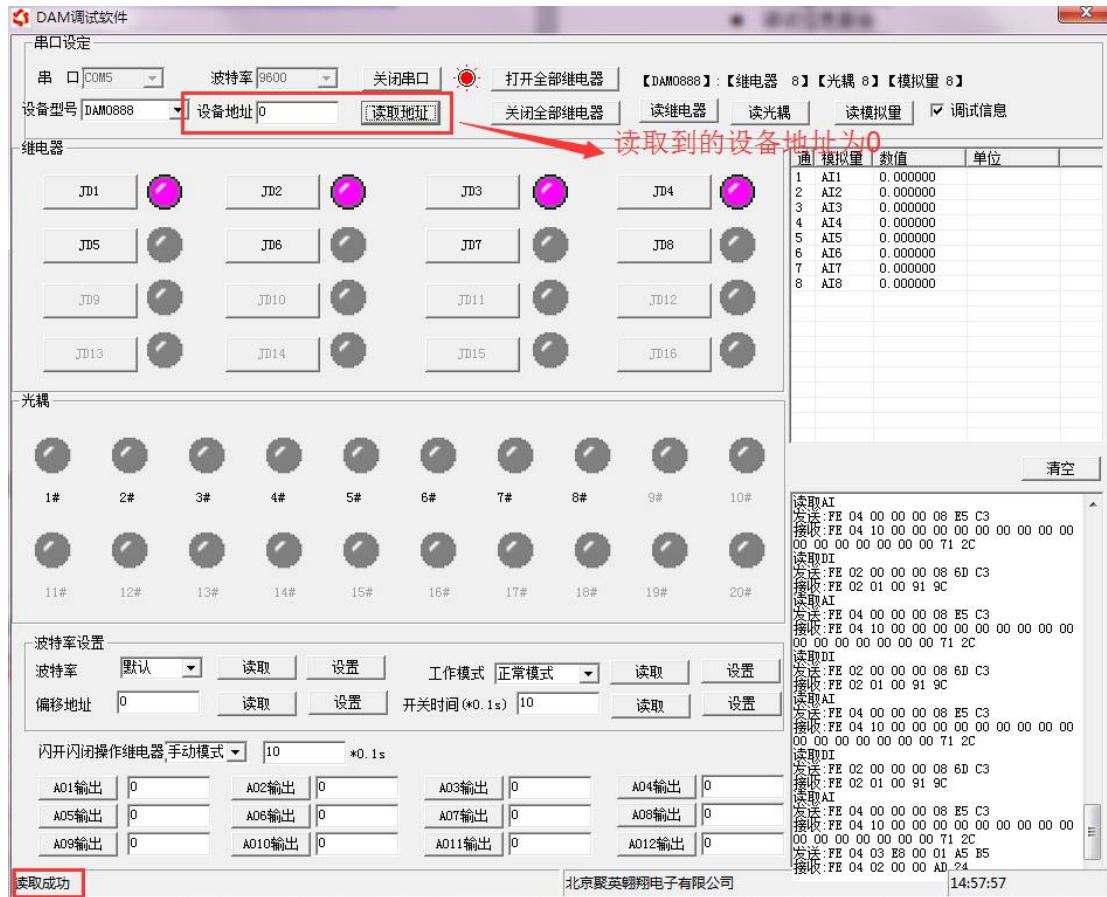 DAM调试软件
串口设定
串 口 COM5 波特率 9600 关闭串口 打开全部继电器 【DAM0888】:【继电器 8】【光耦 8】【模拟量 8】
设备型号 DAM0888 设备地址 0 读取地址 关闭全部继电器 读继电器 读光耦 读模拟量 调试信息
读取到的设备地址为0
继电器
通 模拟量 数值 单位
JD1 JD2 JD3 JD4
JD5 JD6 JD7 JD8
JD9 JD10 JD11 JD12
JD13 JD14 JD15 JD16
1 AI1 0.000000
2 AI2 0.000000
3 AI3 0.000000
4 AI4 0.000000
5 AI5 0.000000
6 AI6 0.000000
7 AI7 0.000000
8 AI8 0.000000
光耦
1# 2# 3# 4# 5# 6# 7# 8# 9# 10#
11# 12# 13# 14# 15# 16# 17# 18# 19# 20#
清空
读取AI
发送:FE 04 00 00 00 08 E5 C3
接收:FE 04 10 00 00 00 00 00 00 00 00 00 00
00 00 00 00 00 00 00 71 2C
读取DI
发送:FE 02 00 00 00 08 6D C3
接收:FE 02 01 00 91 9C
读取AI
发送:FE 04 00 00 00 08 E5 C3
接收:FE 04 10 00 00 00 00 00 00 00 00 00 00
00 00 00 00 00 00 00 71 2C
读取DI
发送:FE 02 00 00 00 08 6D C3
接收:FE 02 01 00 91 9C
读取AI
发送:FE 04 00 00 00 08 E5 C3
接收:FE 04 10 00 00 00 00 00 00 00 00 00 00
00 00 00 00 00 00 00 71 2C
读取DI
发送:FE 02 00 00 00 08 6D C3
接收:FE 02 01 00 91 9C
读取AI
发送:FE 04 00 00 00 08 E5 C3
接收:FE 04 10 00 00 00 00 00 00 00 00 00 00
00 00 00 00 00 00 00 71 2C
发送:FE 04 03 E8 00 01 A5 B5
接收:FE 04 02 00 00 AD 24
波特率设置
波特率 默认 读取 设置 工作模式 正常模式 读取 设置
偏移地址 0 读取 设置 开关时间(*0.1s) 10 读取 设置
闪开闪闭操作继电器 手动模式 10 *0.1s
AO1输出 0 AO2输出 0 AO3输出 0 AO4输出 0
AO5输出 0 AO6输出 0 AO7输出 0 AO8输出 0
AO9输出 0 AO10输出 0 AO11输出 0 AO12输出 0
读取成功 北京聚英翱翔电子有限公司 14:57:57